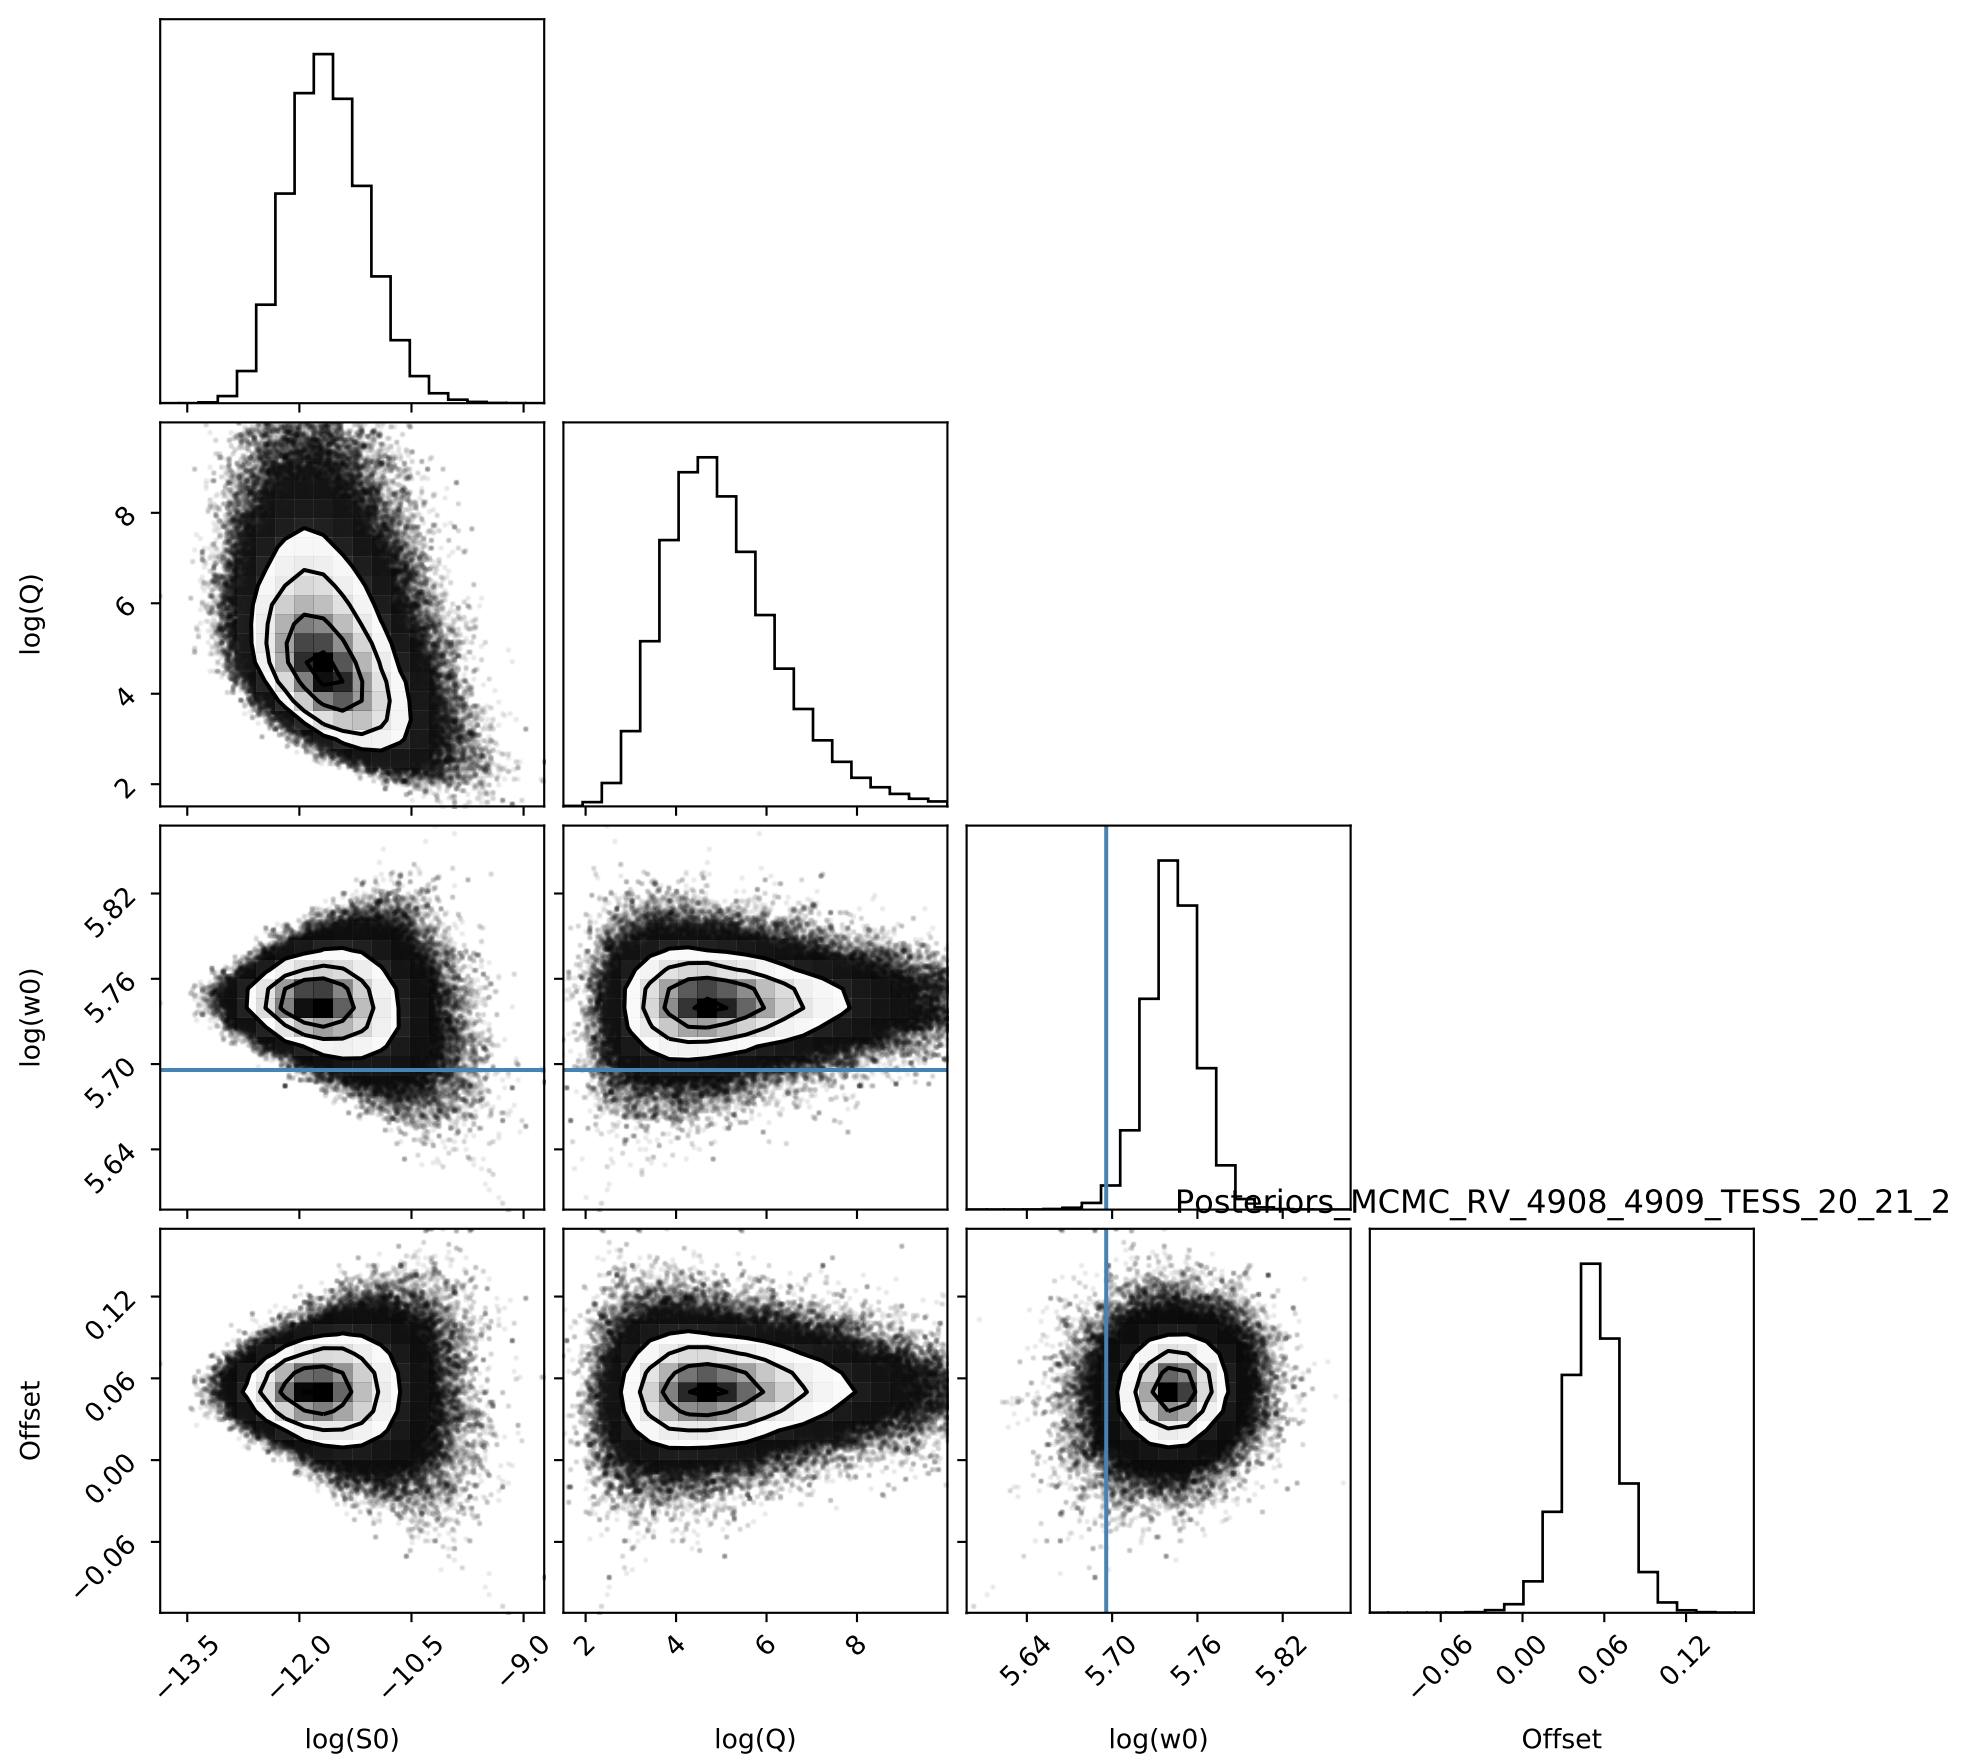 8
6
4
2
log(Q)
5.82
5.76
5.70
5.64
log(w0)
Posteriors_MCMC_RV_4908_4909_TESS_20_21_2
0.12
0.06
0.00
−0.06
Offset
−13.5 −12.0 −10.5 −9.0 2 4 6 8 5.64 5.70 5.76 5.82 −0.06 0.00 0.06 0.12
log(S0) log(Q) log(w0) Offset